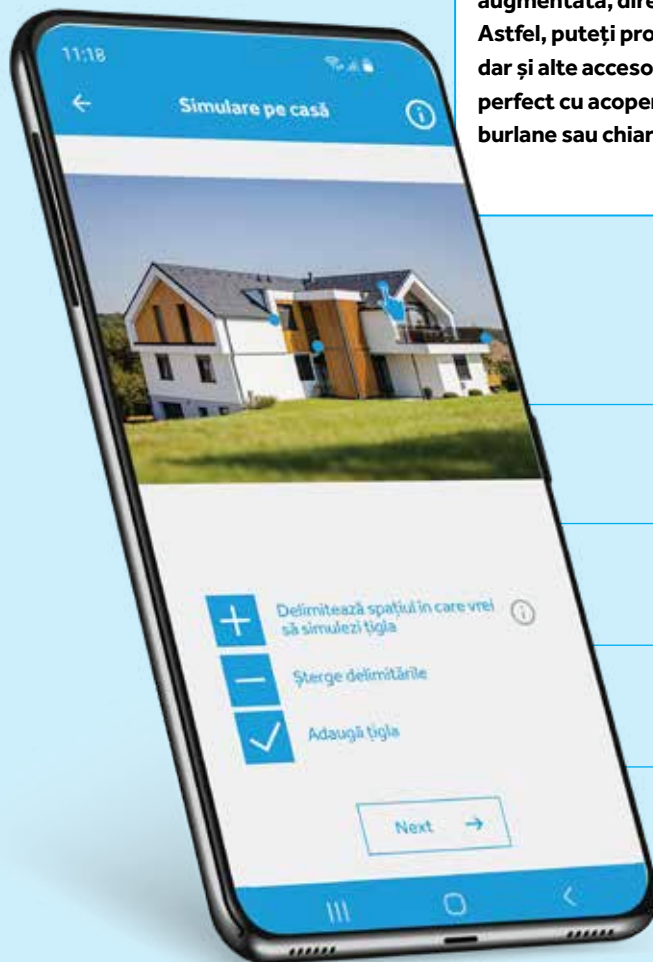 augmentată, dire
Astfel, puteți pro
dar și alte acceso
perfect cu acoper
burlane sau chiar
11:18
Simulare pe casă
Delimitează spațiul in care vrei
să simulezi țigla
Șterge delimitările
Adaugă țigla
Next